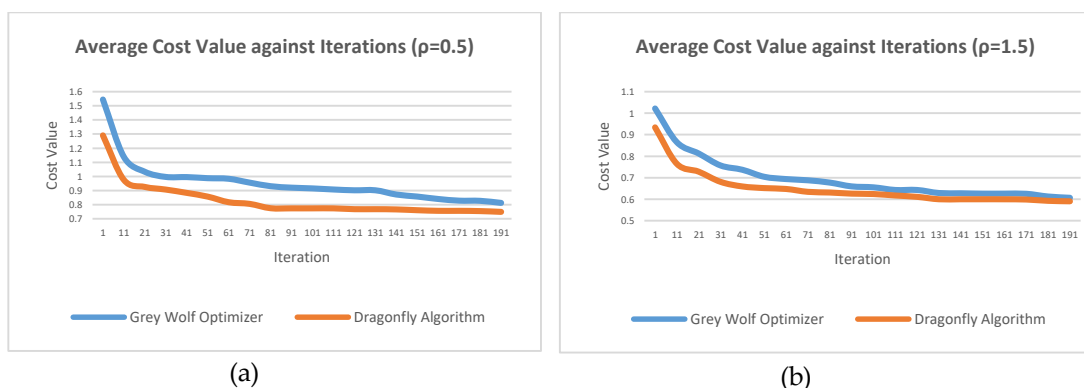 Average Cost Value against Iterations (ρ=0.5)
1.6
1.5
1.4
1.3
1.2
1.1
1
0.9
0.8
0.7
Cost Value
1 11 21 31 41 51 61 71 81 91 101 111 121 131 141 151 161 171 181 191
Iteration
Grey Wolf Optimizer Dragonfly Algorithm
(a)
Average Cost Value against Iterations (ρ=1.5)
1.1
1
0.9
0.8
0.7
0.6
0.5
Cost Value
1 11 21 31 41 51 61 71 81 91 101 111 121 131 141 151 161 171 181 191
Iteration
Grey Wolf Optimizer Dragonfly Algorithm
(b)